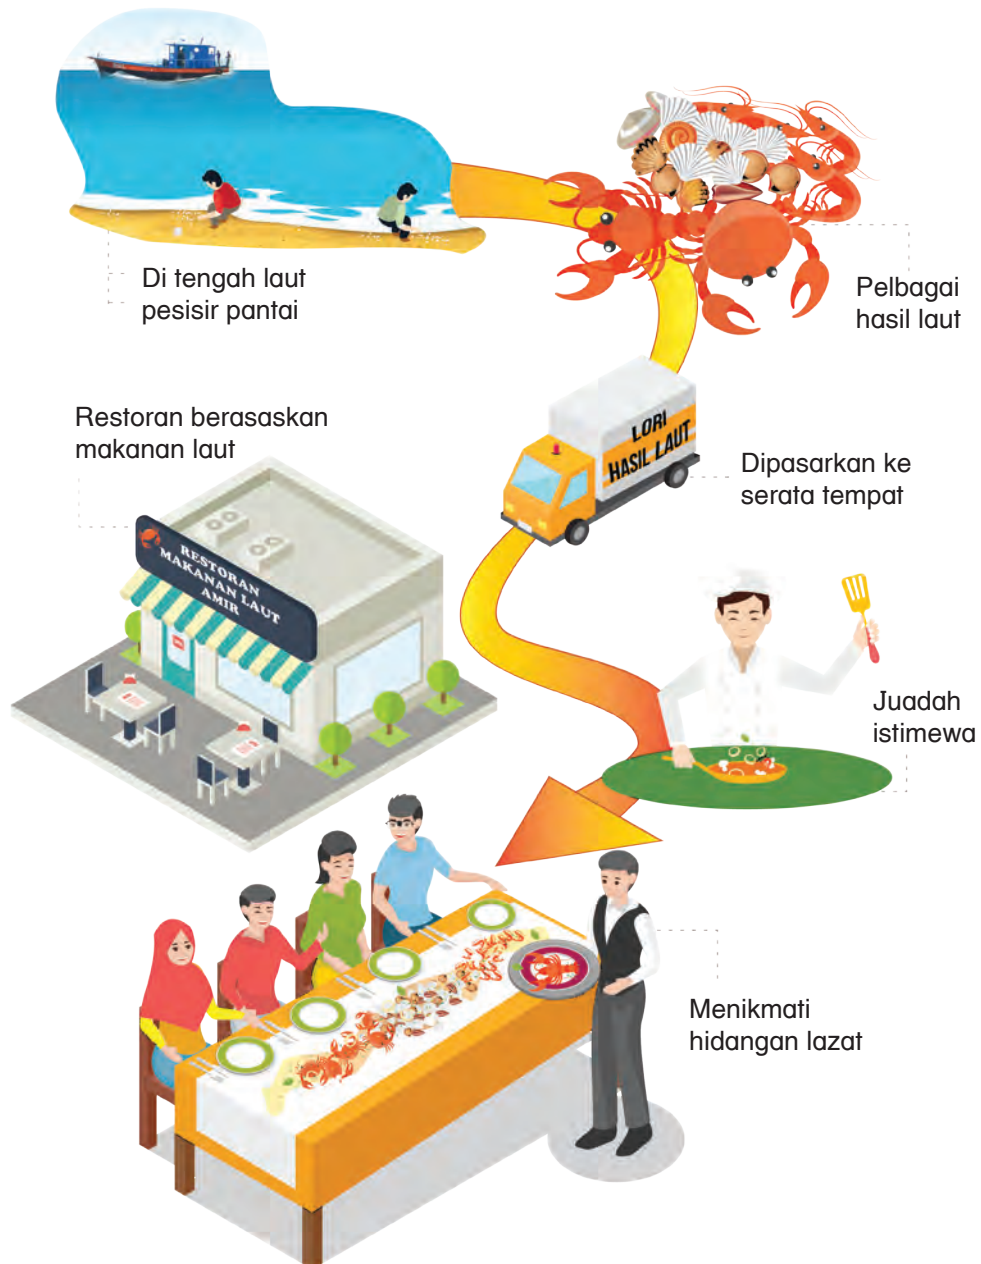 Di tengah laut
pesisir pantai
Pelbagai
hasil laut
Restoran berasaskan
makanan laut
LORI
HASIL LAUT
Dipasarkan ke
serata tempat
RESTORAN
MAKANAN LAUT
AMIR
Juadah
istimewa
Menikmati
hidangan lazat